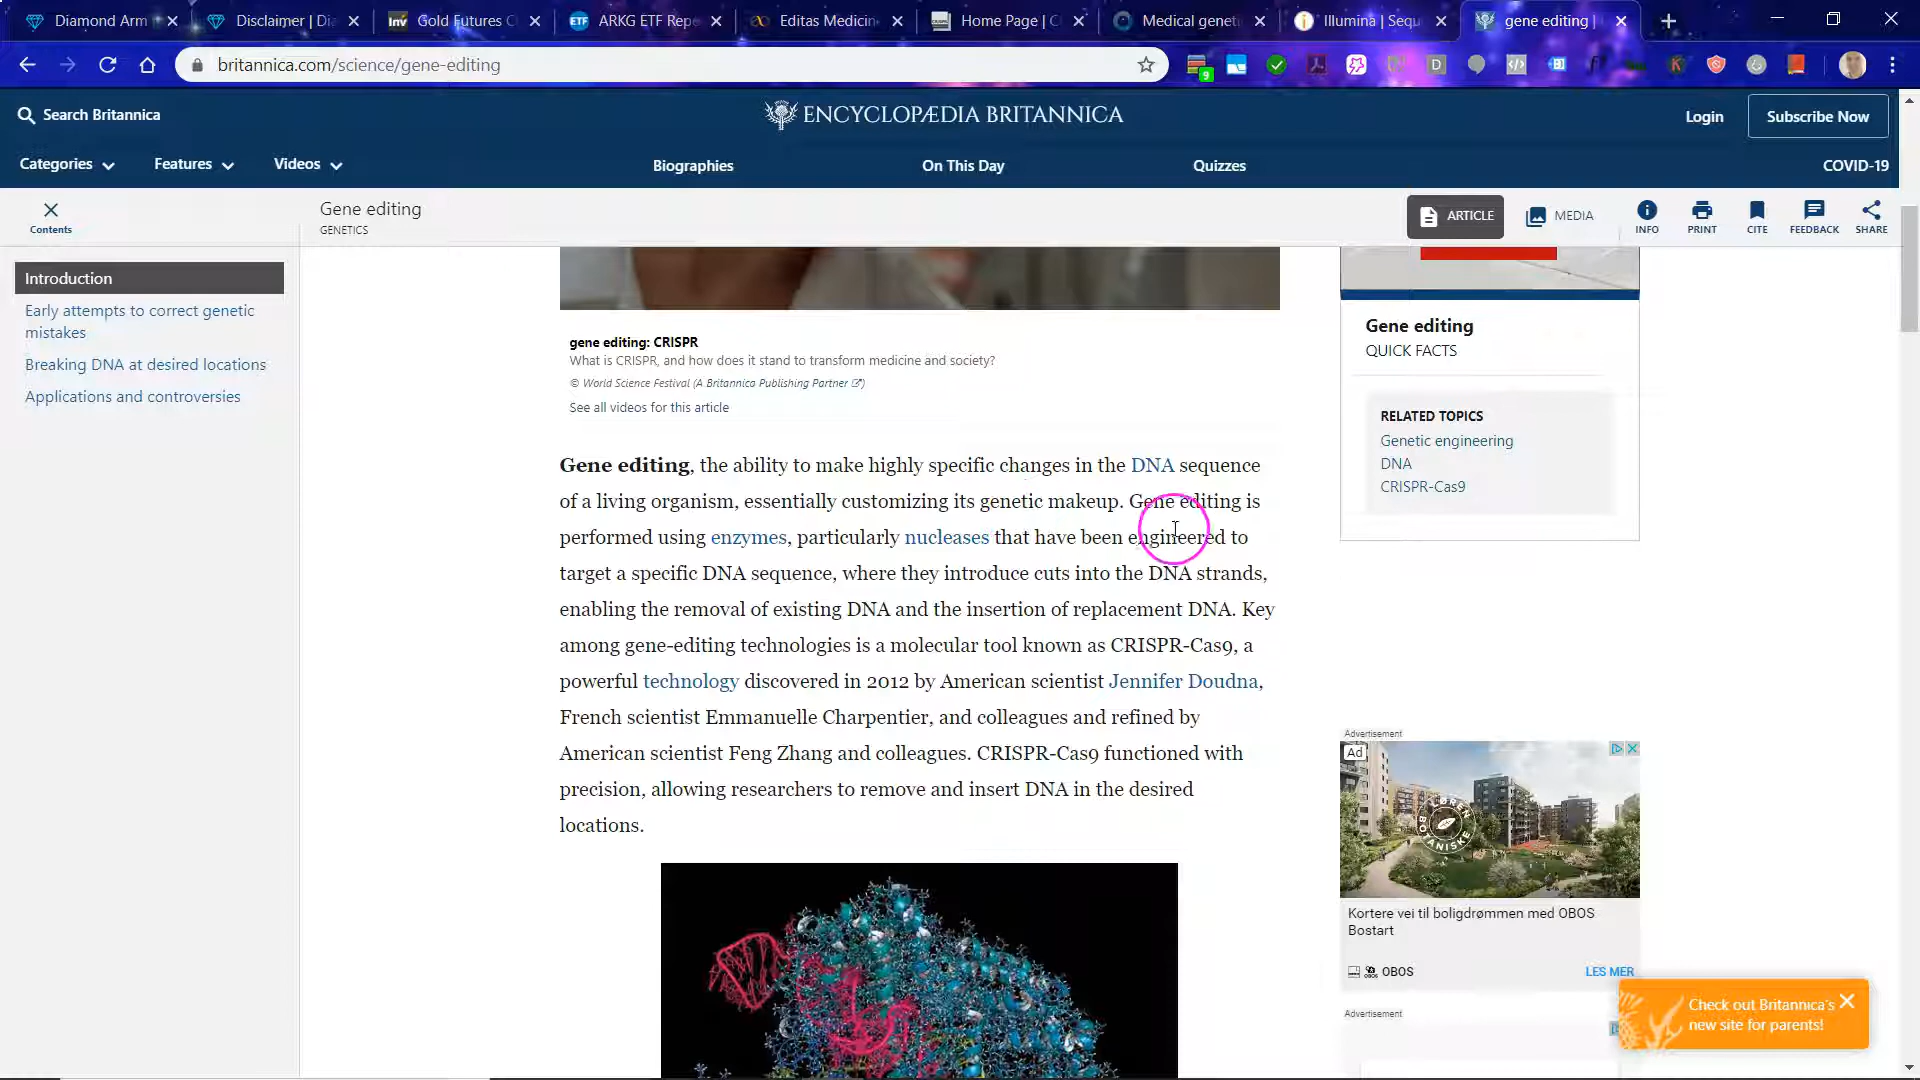 Diamond Arm
Disclaimer | Dia
Inv
Gold Futures C
ETF
ARKG ETF Repo
Editas Medicin
Home Page | C
Medical genet
Illumina | Sequ
gene editing |
britannica.com/science/gene-editing
9
Search Britannica
ENCYCLOPÆDIA BRITANNICA
Login
Subscribe Now
Categories
Features
Videos
Biographies
On This Day
Quizzes
COVID-19
Contents
Gene editing
GENETICS
ARTICLE
MEDIA
INFO
PRINT
CITE
FEEDBACK
SHARE
Introduction
Early attempts to correct genetic
mistakes
Breaking DNA at desired locations
Applications and controversies
gene editing: CRISPR
What is CRISPR, and how does it stand to transform medicine and society?
© World Science Festival (A Britannica Publishing Partner )
See all videos for this article
Gene editing, the ability to make highly specific changes in the DNA sequence
of a living organism, essentially customizing its genetic makeup. Gene editing is
performed using enzymes, particularly nucleases that have been engineered to
target a specific DNA sequence, where they introduce cuts into the DNA strands,
enabling the removal of existing DNA and the insertion of replacement DNA. Key
among gene-editing technologies is a molecular tool known as CRISPR-Cas9, a
powerful technology discovered in 2012 by American scientist Jennifer Doudna,
French scientist Emmanuelle Charpentier, and colleagues and refined by
American scientist Feng Zhang and colleagues. CRISPR-Cas9 functioned with
precision, allowing researchers to remove and insert DNA in the desired
locations.
Gene editing
QUICK FACTS
RELATED TOPICS
Genetic engineering
DNA
CRISPR-Cas9
Advertisement
Ad
LØREN
BOTANISKE
Kortere vei til boligdrømmen med OBOS
Bostart
OBOS
LES MER
Advertisement
Check out Britannica's
new site for parents!